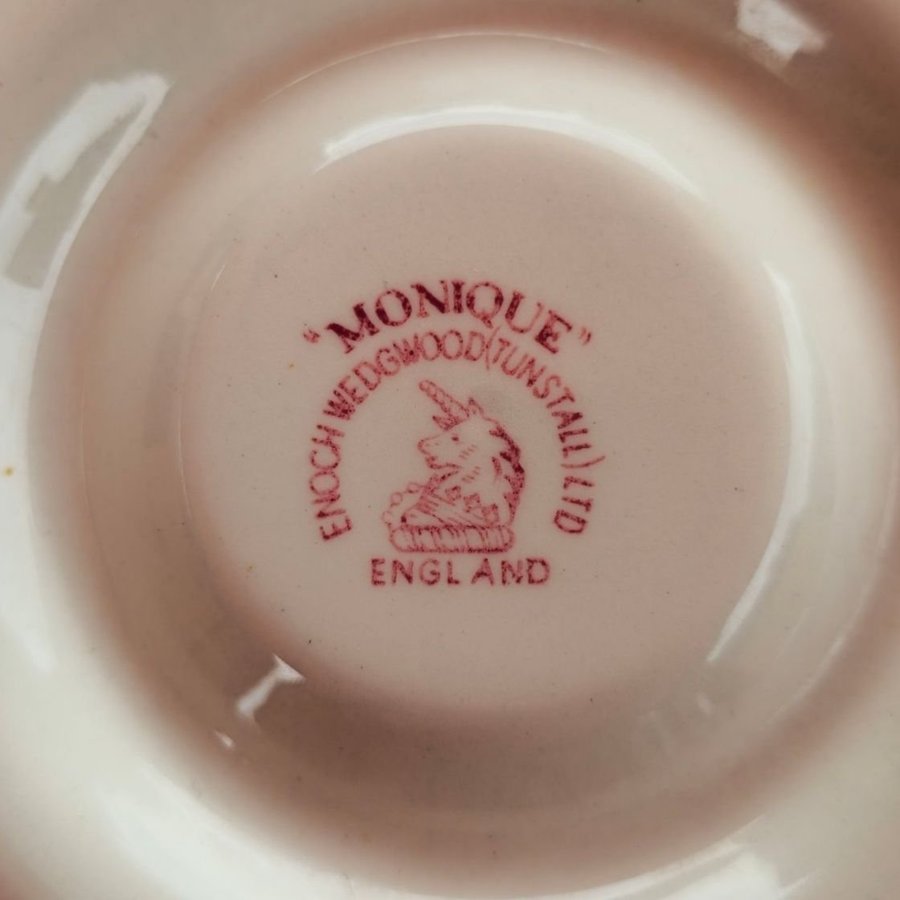 "MONIQUE"
ENOCH WEDGWOOD (TUNSTALL) LTD
ENGLAND